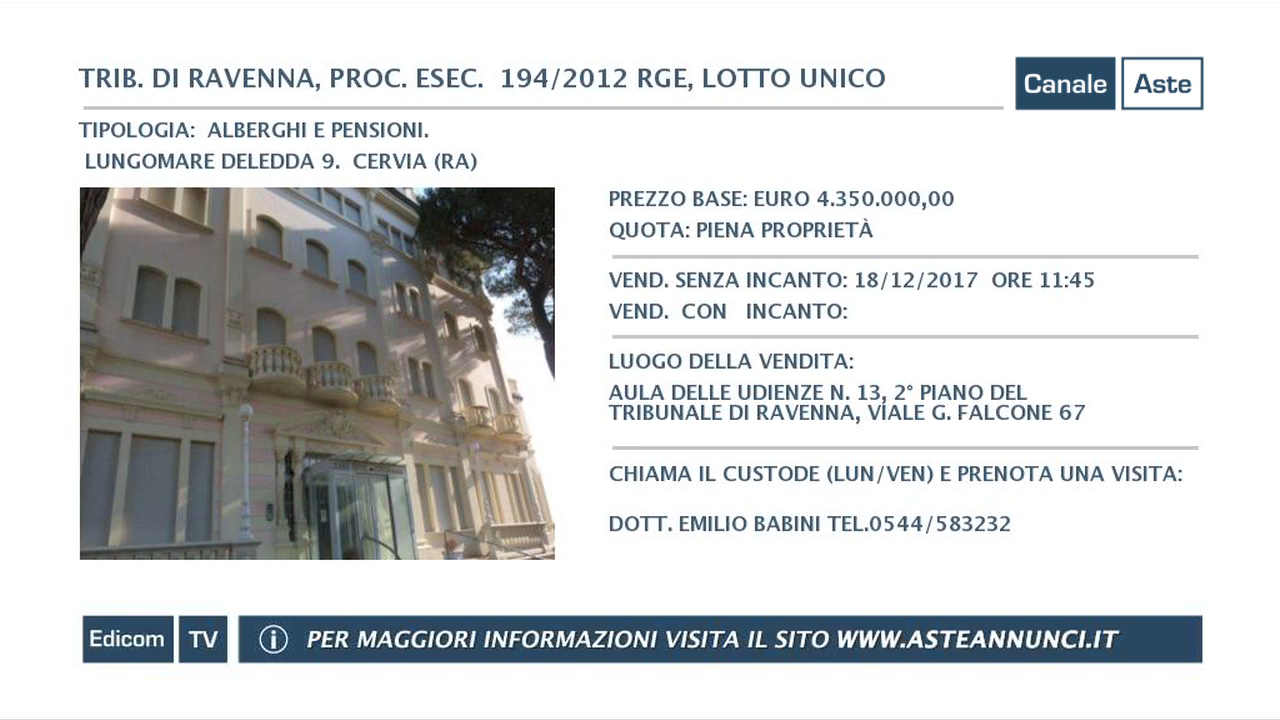 TRIB. DI RAVENNA, PROC. ESEC. 194/2012 RGE, LOTTO UNICO
Canale Aste
TIPOLOGIA: ALBERGHI E PENSIONI.
LUNGOMARE DELEDDA 9. CERVIA (RA)
PREZZO BASE: EURO 4.350.000,00
QUOTA: PIENA PROPRIETÀ
VEND. SENZA INCANTO: 18/12/2017 ORE 11:45
VEND. CON INCANTO:
LUOGO DELLA VENDITA:
AULA DELLE UDIENZE N. 13, 2° PIANO DEL
TRIBUNALE DI RAVENNA, VIALE G. FALCONE 67
CHIAMA IL CUSTODE (LUN/VEN) E PRENOTA UNA VISITA:
DOTT. EMILIO BABINI TEL.0544/583232
Edicom TV
PER MAGGIORI INFORMAZIONI VISITA IL SITO WWW.ASTEANNUNCI.IT